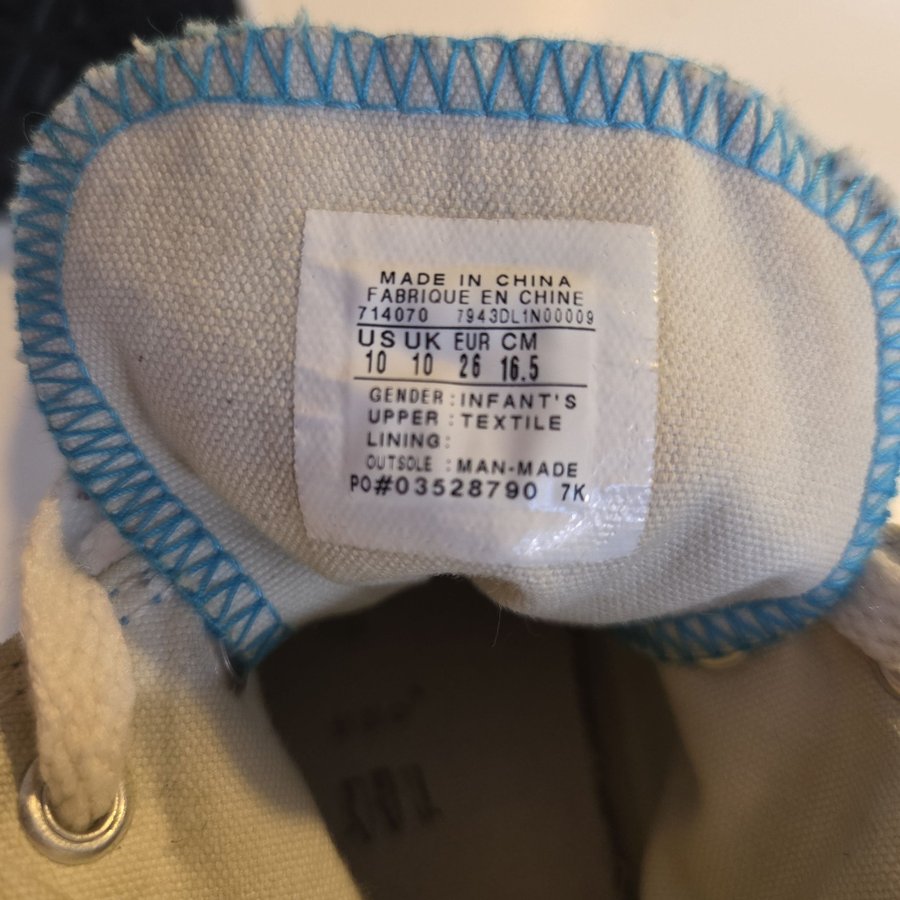 MADE IN CHINA
FABRIQUE EN CHINE
714070 7943DL1N00009
US UK EUR CM
10 10 26 16.5
GENDER : INFANT'S
UPPER : TEXTILE
LINING :
OUTSOLE : MAN-MADE
PO#03528790 7K